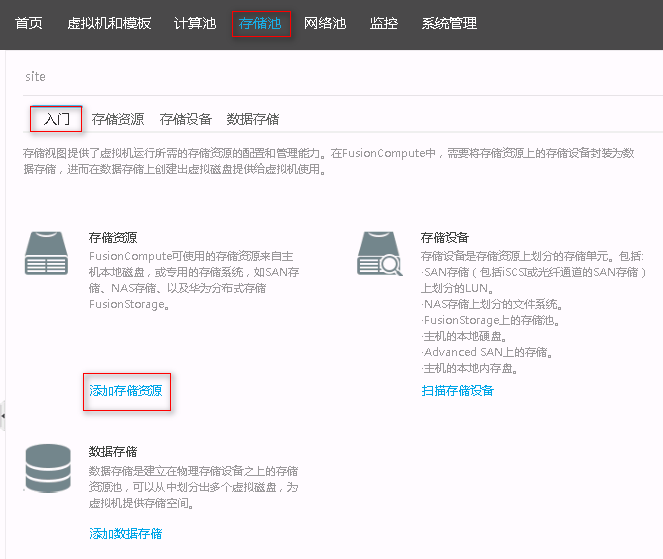 首页 虚拟机和模板 计算池 存储池 网络池 监控 系统管理
site
入门 存储资源 存储设备 数据存储
存储视图提供了虚拟机运行所需的存储资源的配置和管理能力。在FusionCompute中，需要将存储资源上的存储设备封装为数
据存储，进而在数据存储上创建出虚拟磁盘提供给虚拟机使用。
存储资源
FusionCompute可使用的存储资源来自主
机本地磁盘，或专用的存储系统，如SAN存
储、NAS存储、以及华为分布式存储
FusionStorage。
添加存储资源
存储设备
存储设备是存储资源上划分的存储单元。包括:
·SAN存储（包括iSCSI或光纤通道的SAN存储）
上划分的LUN。
·NAS存储上划分的文件系统。
·FusionStorage上的存储池。
·主机的本地硬盘。
·Advanced SAN上的存储。
·主机的本地内存盘。
扫描存储设备
数据存储
数据存储是建立在物理存储设备之上的存储
资源池，可以从中划分出多个虚拟磁盘，为
虚拟机提供存储空间。
添加数据存储